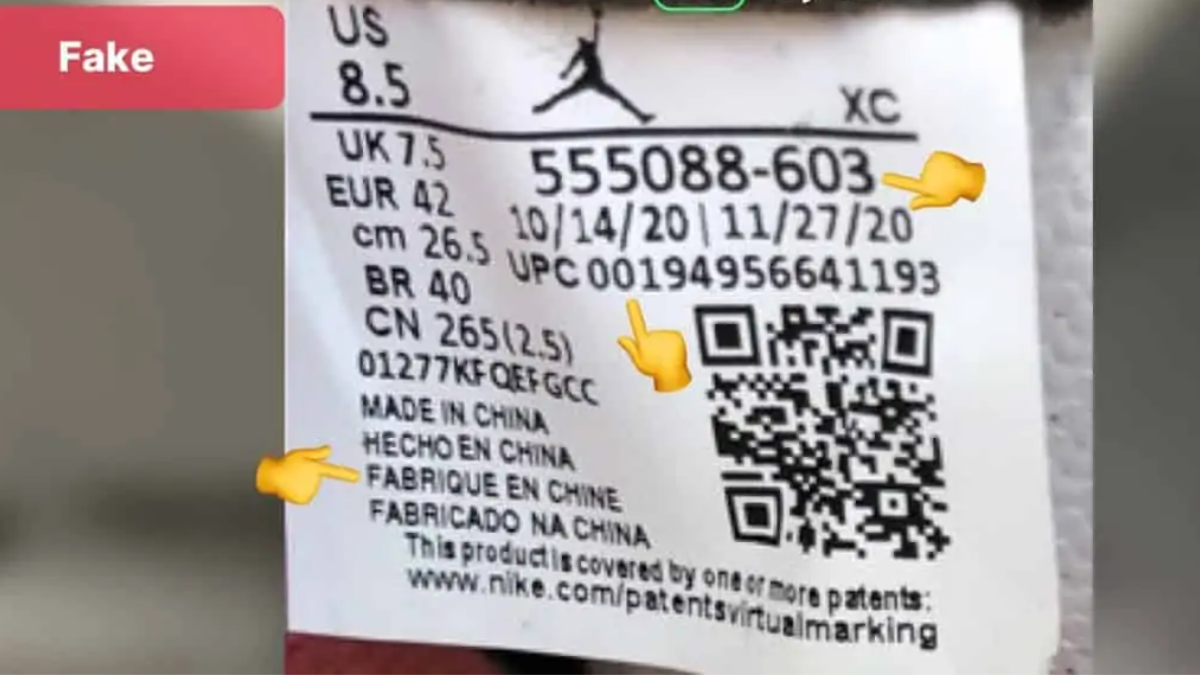 Fake
US
8.5
XC
UK 7.5
555088-603
EUR 42
10/14/20 | 11/27/20
cm 26.5
UPC 00194956641193
BR 40
CN 265(2.5)
01277KFQEFGCC
MADE IN CHINA
HECHO EN CHINA
FABRIQUE EN CHINE
FABRICADO NA CHINA
This product is covered by one or more patents:
www.nike.com/patentsvirtualmarking